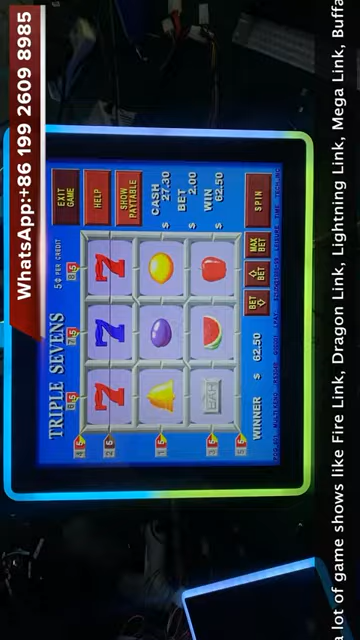 WhatsApp:+86 199 2609 8985
TRIPLE SEVENS
5¢ PER CREDIT
EXIT GAME
HELP
SHOW PAYTABLE
CASH $ 27.30
BET $ 2.00
WIN $ 62.50
WINNER $ 62.50
BET
BET
MAX BET
SPIN
BAR
a lot of game shows like Fire Link, Dragon Link, Lightning Link, Mega Link, Buffa